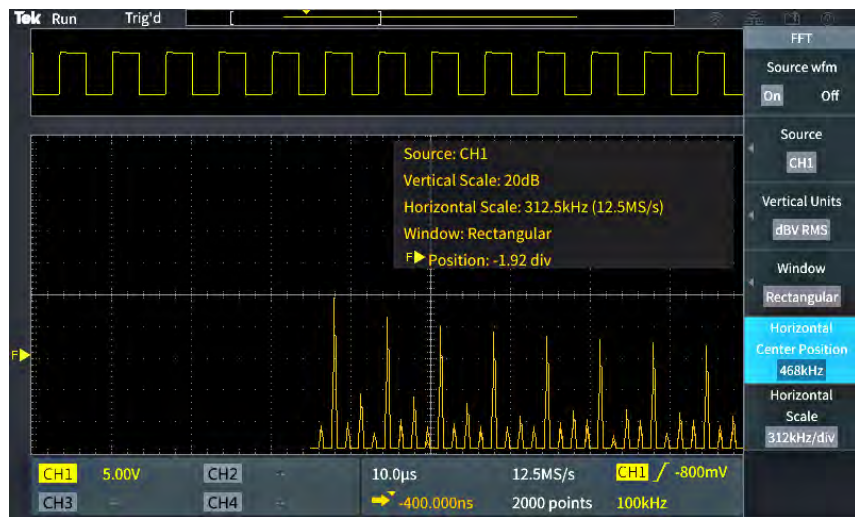 Tek Run Trig'd
[ ]
FFT
Source wfm
On Off
Source
CH1
Vertical Units
dBV RMS
Window
Rectangular
Horizontal
Center Position
468kHz
Horizontal
Scale
312kHz/div
Source: CH1
Vertical Scale: 20dB
Horizontal Scale: 312.5kHz (12.5MS/s)
Window: Rectangular
F Position: -1.92 div
F
CH1 5.00V CH2 -- 10.0µs 12.5MS/s CH1 -800mV
CH3 -- CH4 -- -400.000ns 2000 points 100kHz